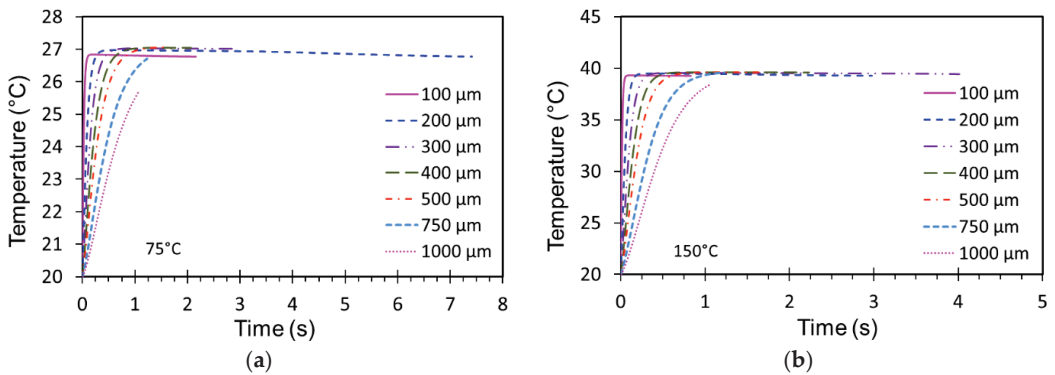 28
27
26
25
24
23
22
21
20
Temperature (°C)
100 µm
200 µm
300 µm
400 µm
500 µm
750 µm
1000 µm
75°C
0 1 2 3 4 5 6 7 8
Time (s)
(a)
45
40
35
30
25
20
Temperature (°C)
100 µm
200 µm
300 µm
400 µm
500 µm
750 µm
1000 µm
150°C
0 1 2 3 4 5
Time (s)
(b)